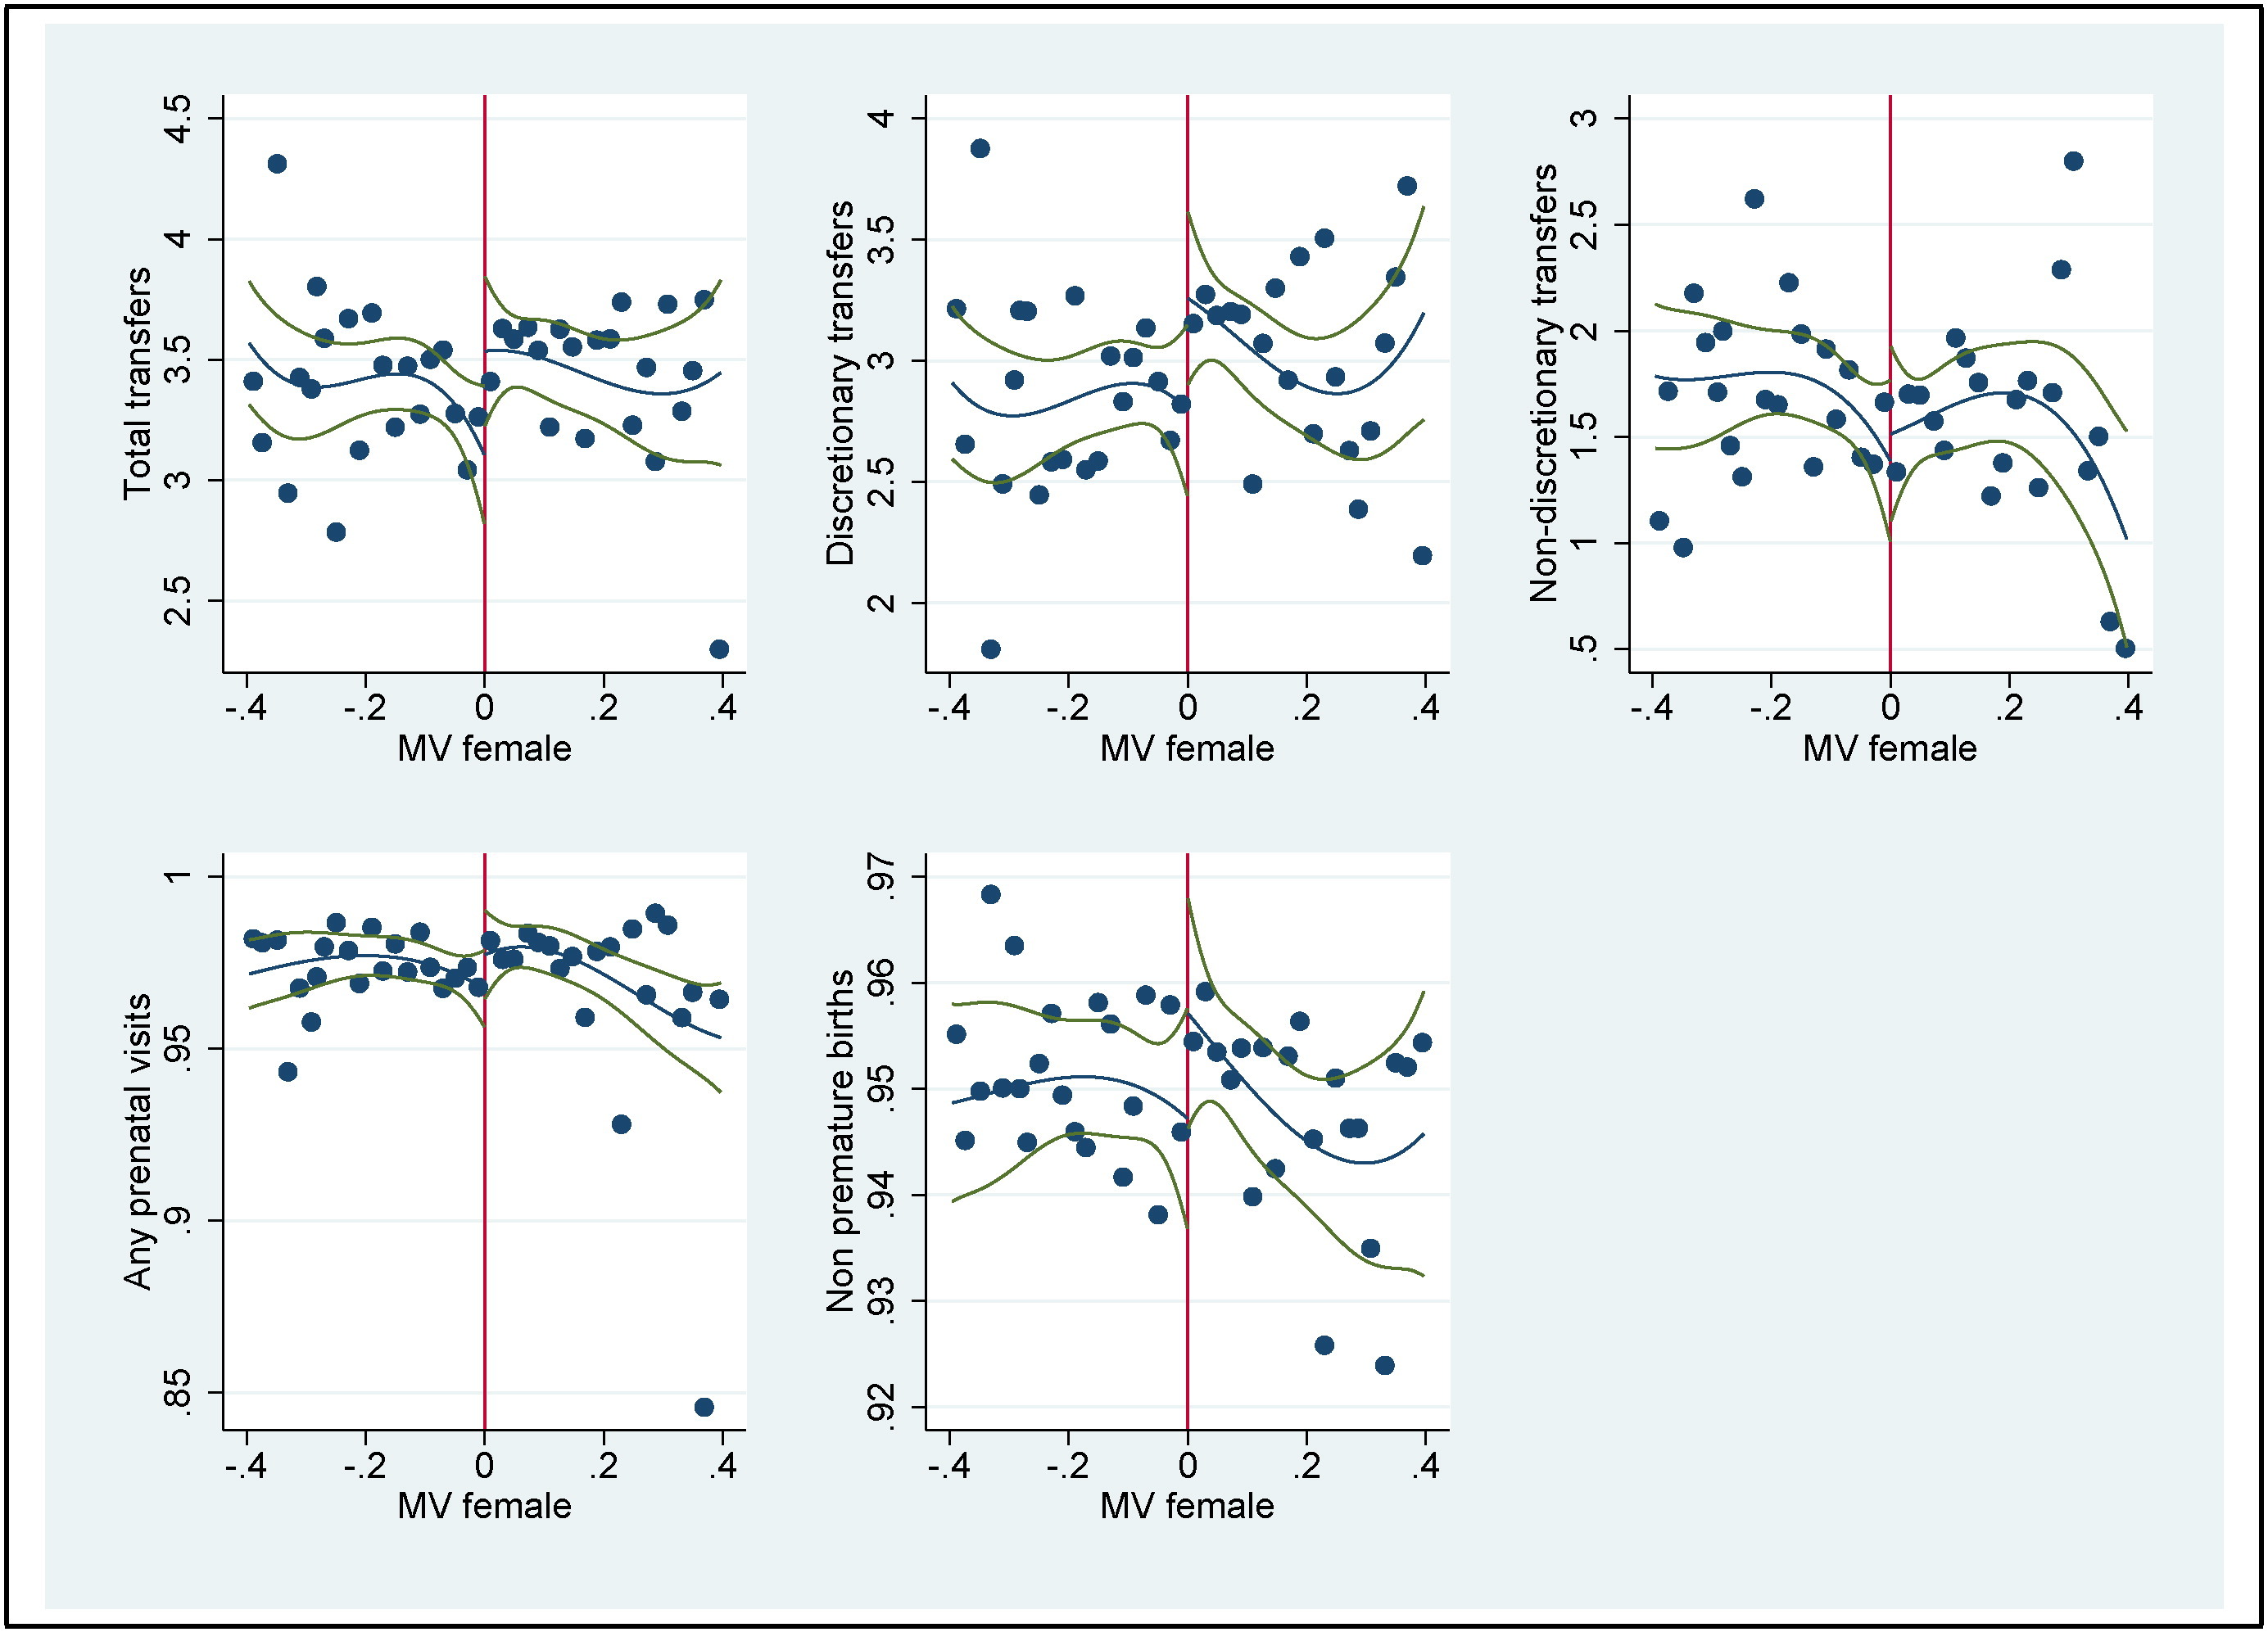 Total transfers
4.5
4
3.5
3
2.5
-.4 -.2 0 .2 .4
MV female
Discretionary transfers
4
3.5
3
2.5
2
-.4 -.2 0 .2 .4
MV female
Non-discretionary transfers
3
2.5
2
1.5
1
.5
-.4 -.2 0 .2 .4
MV female
Any prenatal visits
1
.95
.9
.85
-.4 -.2 0 .2 .4
MV female
Non premature births
.97
.96
.95
.94
.93
.92
-.4 -.2 0 .2 .4
MV female